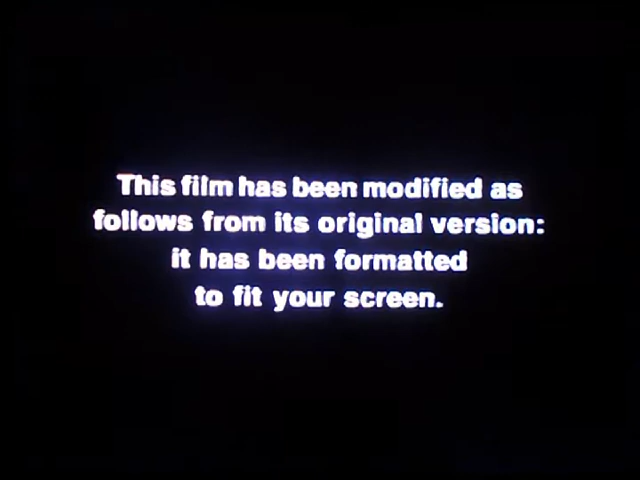 This film has been modified as
follows from its original version:
it has been formatted
to fit your screen.